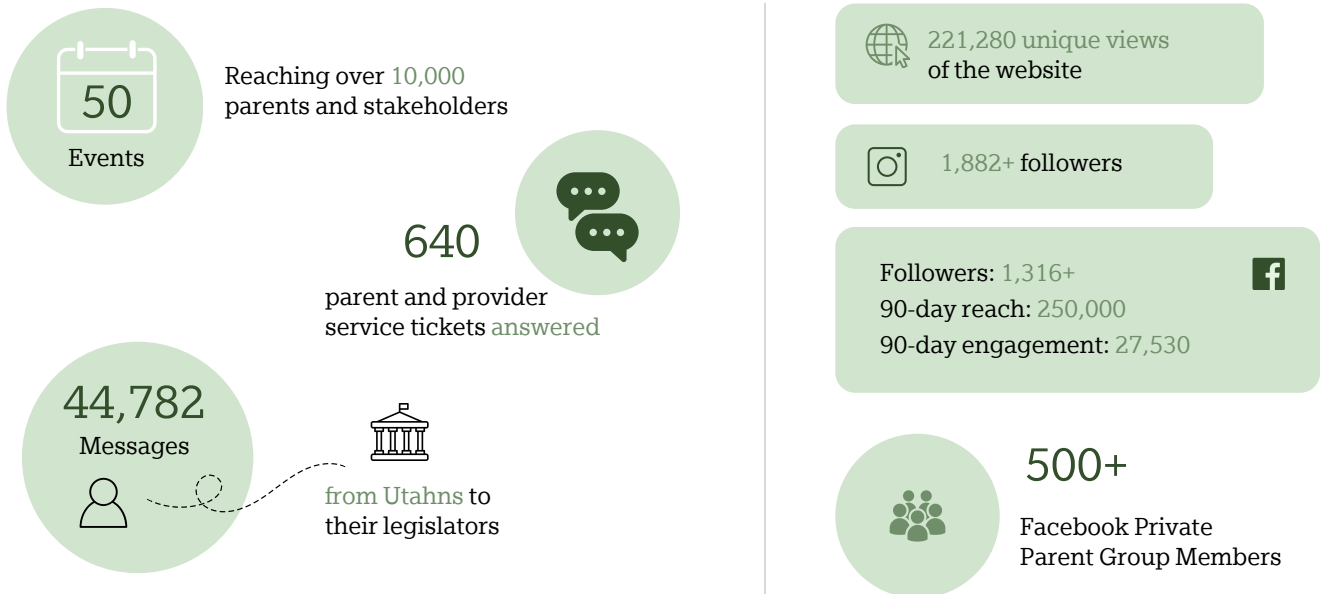 50
Events
Reaching over 10,000
parents and stakeholders
640
parent and provider
service tickets answered
44,782
Messages
from Utahns to
their legislators
221,280 unique views
of the website
1,882+ followers
Followers: 1,316+
90-day reach: 250,000
90-day engagement: 27,530
500+
Facebook Private
Parent Group Members